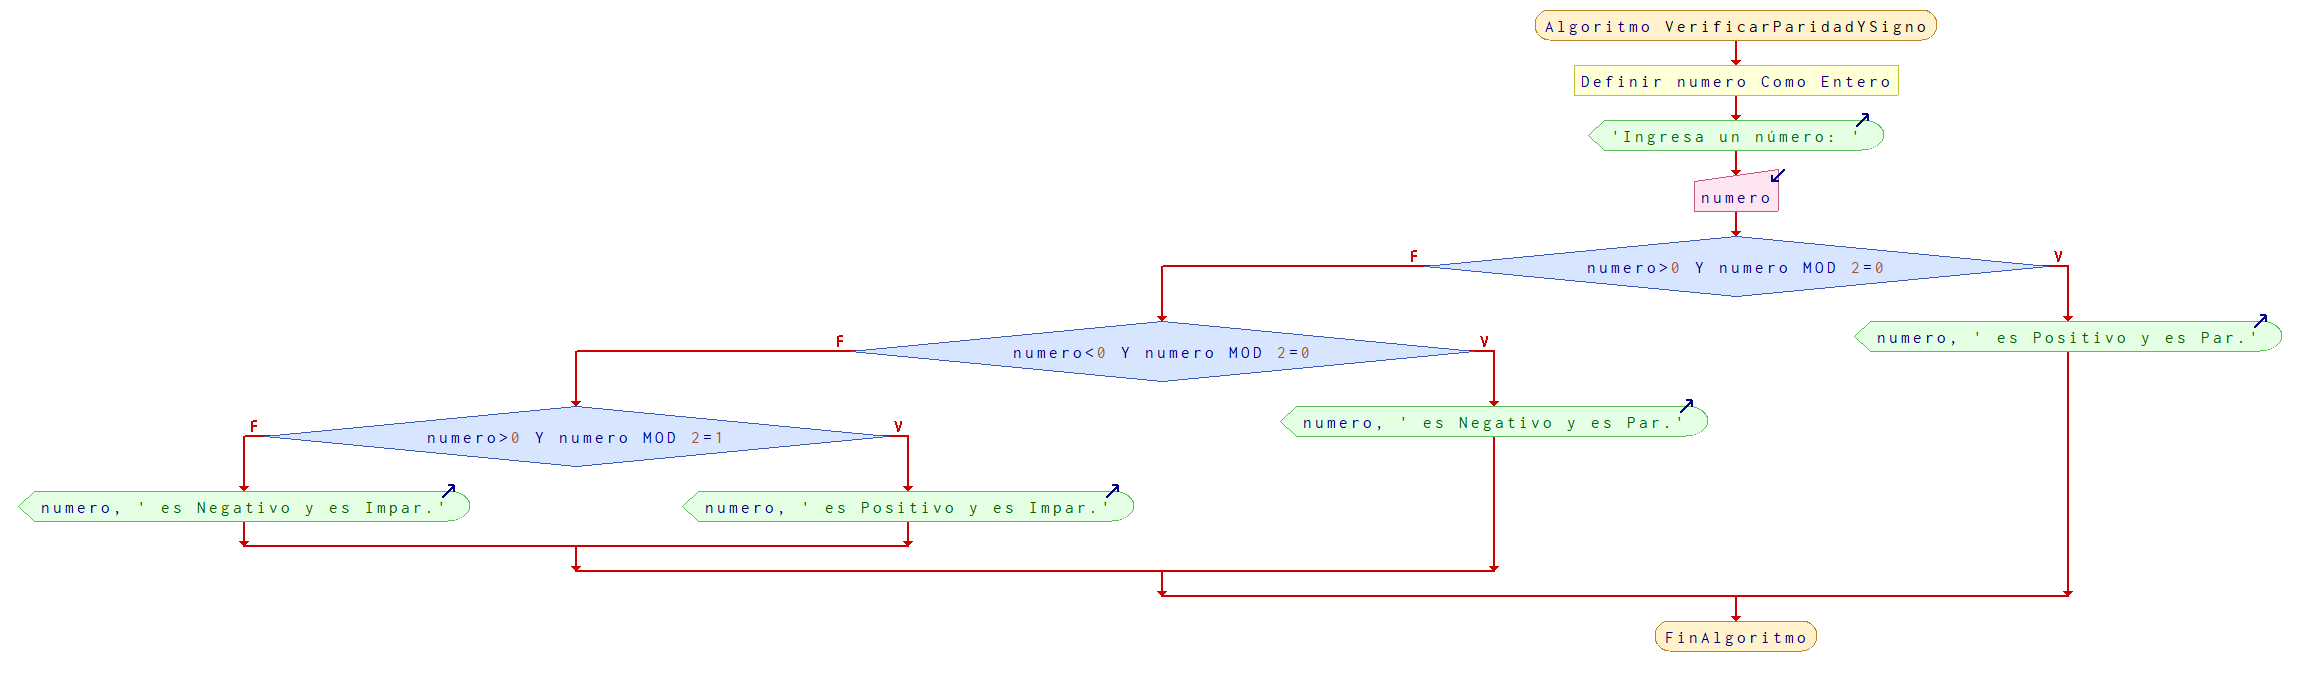 Algoritmo VerificarParidadYSigno
Definir numero Como Entero
'Ingresa un número: '
numero
F
V
numero>0 Y numero MOD 2=0
F
V
numero, ' es Positivo y es Par.'
numero<0 Y numero MOD 2=0
F
V
numero, ' es Negativo y es Par.'
numero>0 Y numero MOD 2=1
numero, ' es Negativo y es Impar.'
numero, ' es Positivo y es Impar.'
FinAlgoritmo